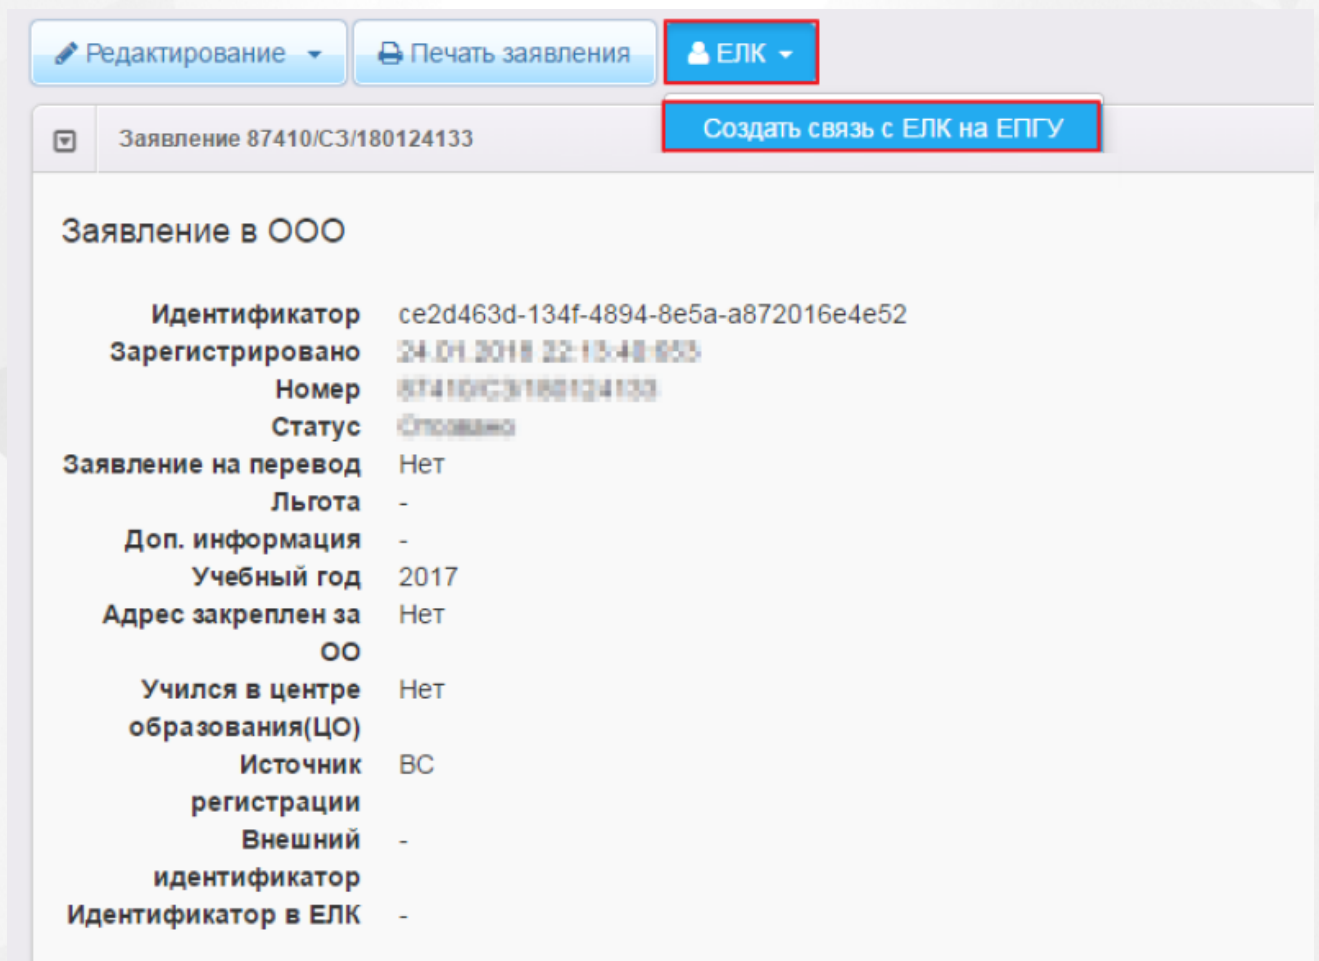 Редактирование
Печать заявления
ЕЛК
Создать связь с ЕЛК на ЕПГУ
Заявление 87410/СЗ/180124133
Заявление в ООО
Идентификатор ce2d463d-134f-4894-8e5a-a872016e4e52
Зарегистрировано
Номер
Статус
Заявление на перевод Нет
Льгота -
Доп. информация -
Учебный год 2017
Адрес закреплен за Нет
ОО
Учился в центре Нет
образования(ЦО)
Источник ВС
регистрации
Внешний -
идентификатор
Идентификатор в ЕЛК -